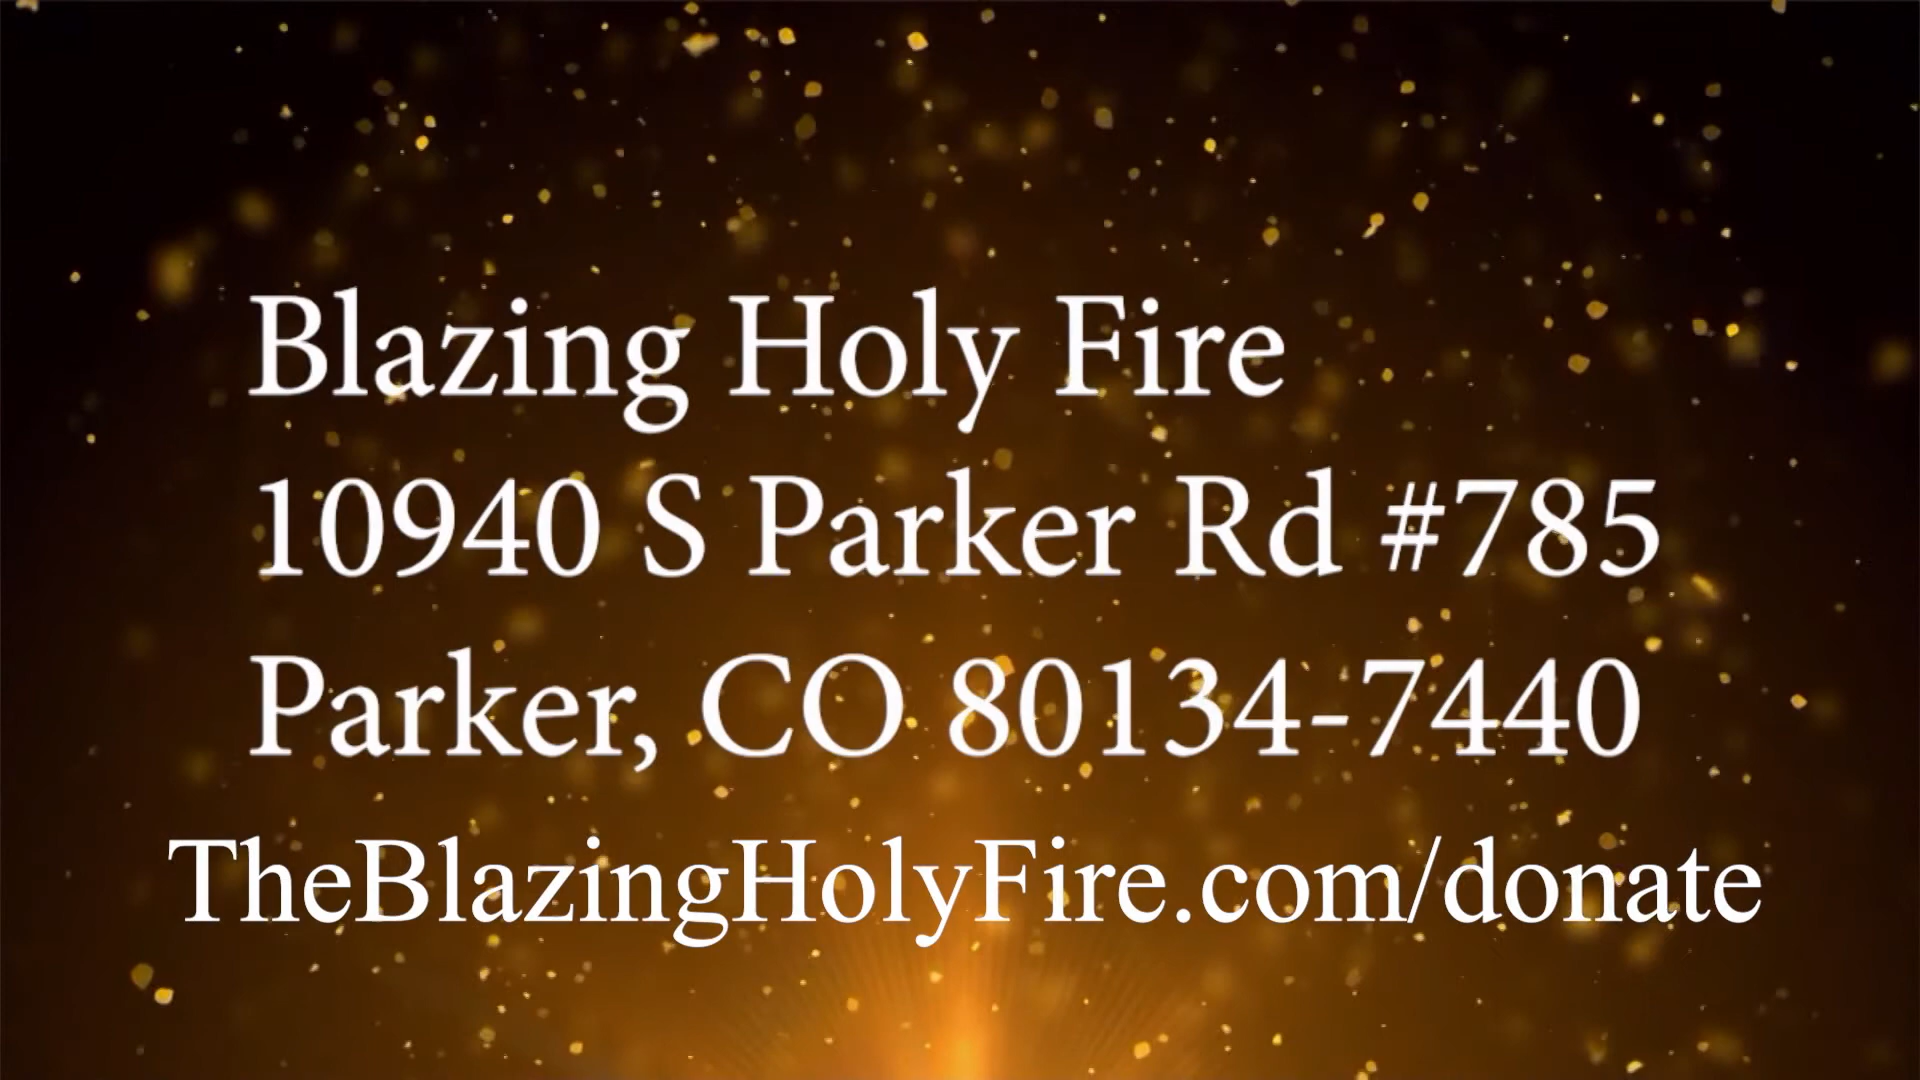 Blazing Holy Fire
10940 S Parker Rd #785
Parker, CO 80134-7440
TheBlazingHolyFire.com/donate